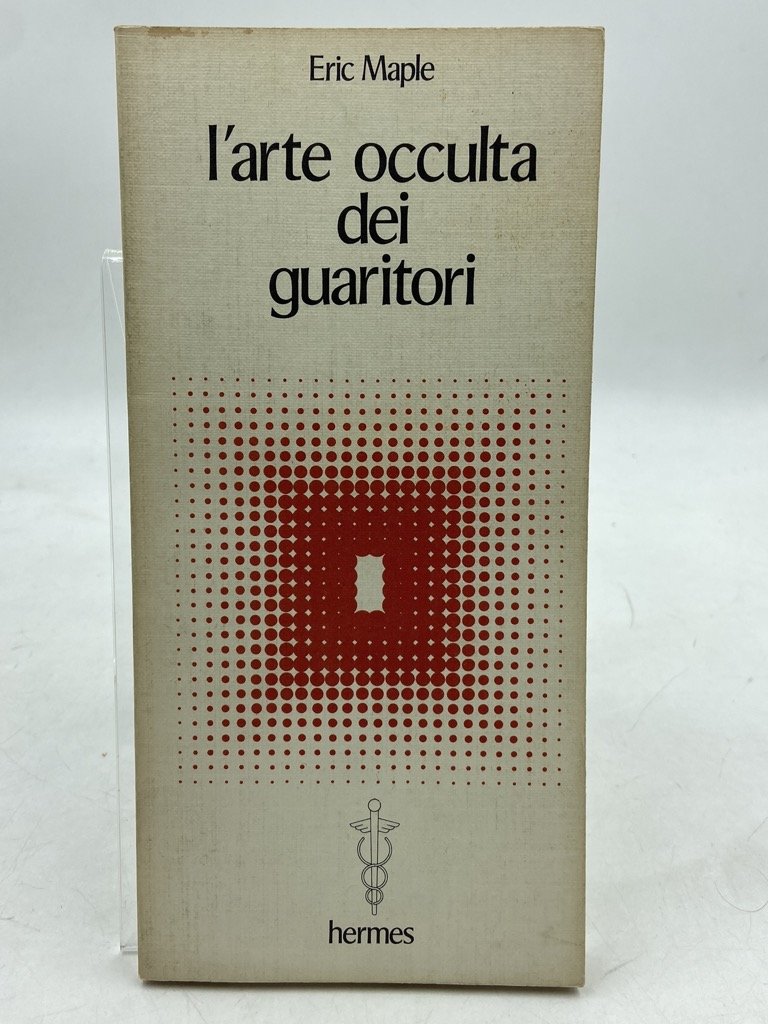 Eric Maple
l'arte occulta
dei
guaritori
hermes